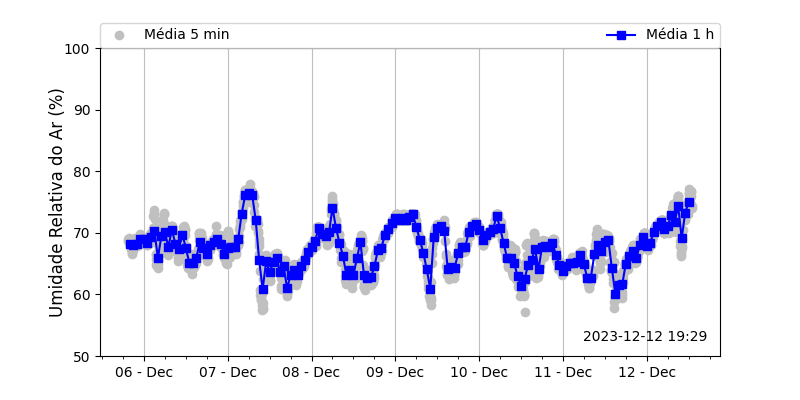 Média 5 min
Média 1 h
100
90
80
70
60
50
Umidade Relativa do Ar (%)
2023-12-12 19:29
06 - Dec
07 - Dec
08 - Dec
09 - Dec
10 - Dec
11 - Dec
12 - Dec